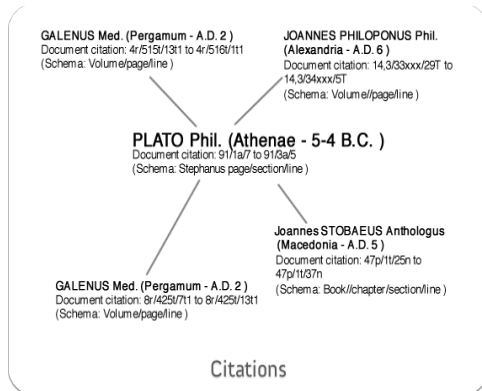 GALENUS Med. (Pergamum - A.D. 2 )
Document citation: 4r/515t/13t1 to 4r/516t/1t1
(Schema: Volume/page/line )
JOANNES PHILOPONUS Phil.
(Alexandria - A.D. 6 )
Document citation: 14,3/33xxx/29T to
14,3/34xxx/5T
(Schema: Volume//page/line )
PLATO Phil. (Athenae - 5-4 B.C. )
Document citation: 91/1a/7 to 91/3a/5
(Schema: Stephanus page/section/line )
GALENUS Med. (Pergamum - A.D. 2 )
Document citation: 8r/425t/7t1 to 8r/425t/13t1
(Schema: Volume/page/line )
Joannes STOBAEUS Anthologus
(Macedonia - A.D. 5 )
Document citation: 47p/1t/25n to
47p/1t/37n
(Schema: Book//chapter/section/line )
Citations